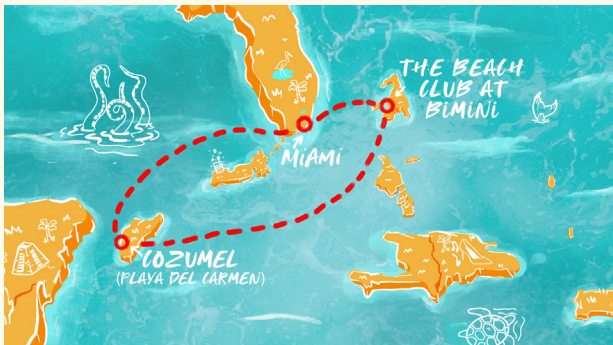 THE BEACH
CLUB AT
BIMINI
MIAMI
COZUMEL
(PLAYA DEL CARMEN)